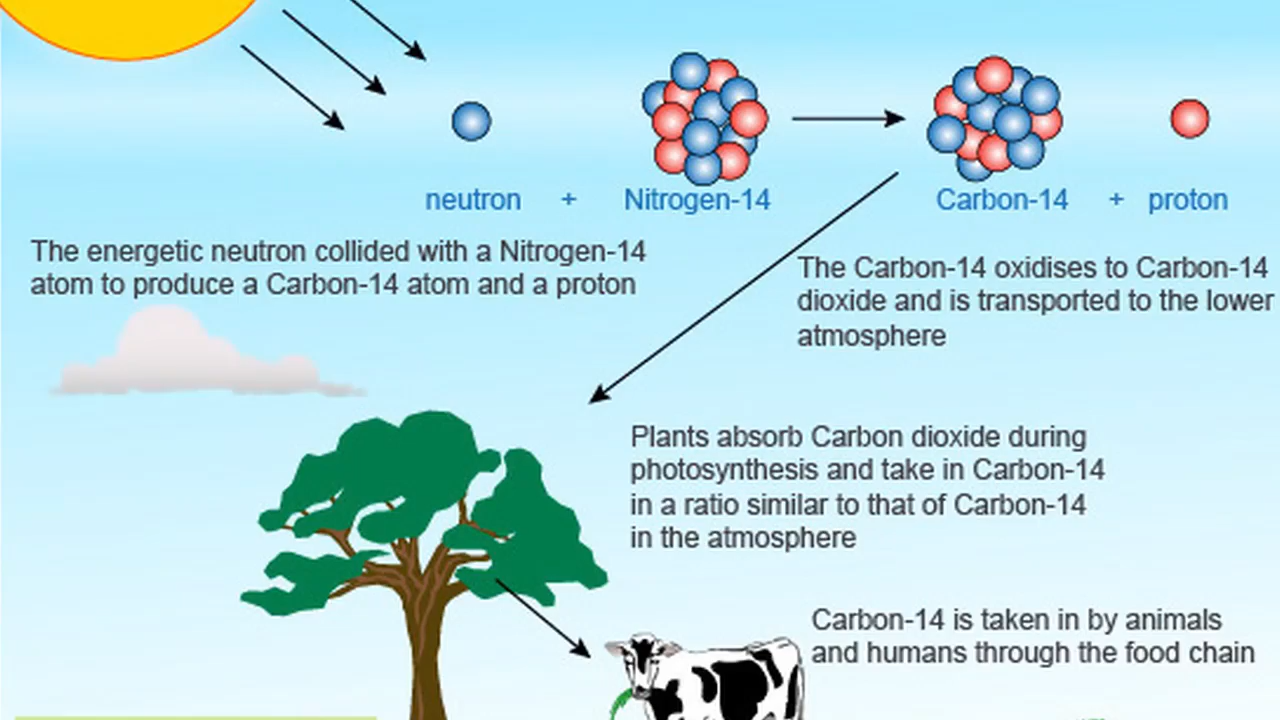 neutron + Nitrogen-14 Carbon-14 + proton
The energetic neutron collided with a Nitrogen-14
atom to produce a Carbon-14 atom and a proton
The Carbon-14 oxidises to Carbon-14
dioxide and is transported to the lower
atmosphere
Plants absorb Carbon dioxide during
photosynthesis and take in Carbon-14
in a ratio similar to that of Carbon-14
in the atmosphere
Carbon-14 is taken in by animals
and humans through the food chain